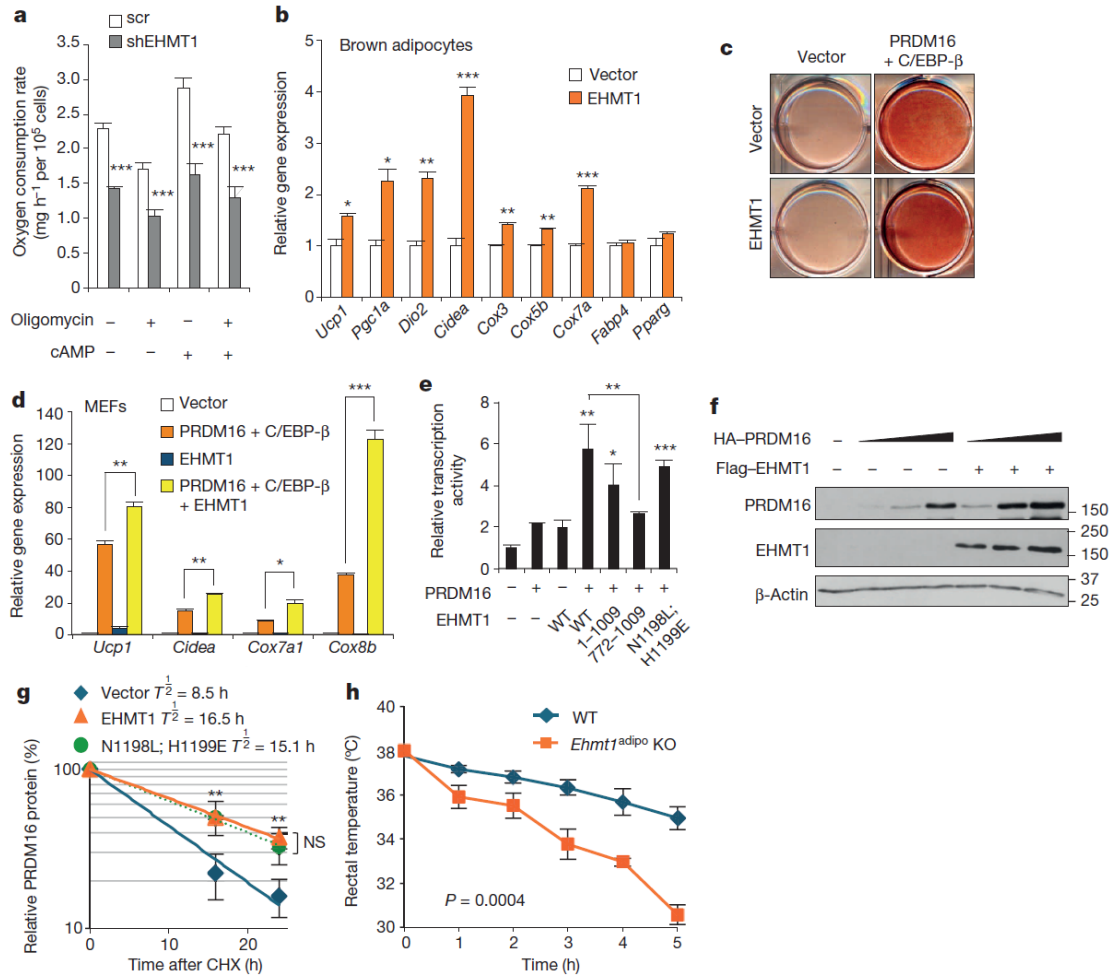 a
scr
shEHMT1
Oxygen consumption rate
(mg h⁻¹ per 10⁵ cells)
3.5
3.0
2.5
2.0
1.5
1.0
0.5
0
***
***
***
***
Oligomycin – + – +
cAMP – – + +
b
Brown adipocytes
Vector
EHMT1
Relative gene expression
5
4
3
2
1
0
*
*
**
***
**
**
***
Ucp1
Pgc1a
Dio2
Cidea
Cox3
Cox5b
Cox7a
Fabp4
Pparg
c
Vector
PRDM16
+ C/EBP-β
Vector
EHMT1
d
MEFs
Vector
PRDM16 + C/EBP-β
EHMT1
PRDM16 + C/EBP-β
+ EHMT1
Relative gene expression
140
120
100
80
60
40
20
0
**
**
*
***
Ucp1 Cidea Cox7a1 Cox8b
e
Relative transcription
activity
8
6
4
2
0
**
**
*
***
PRDM16 – + – + + + +
EHMT1 – – WT WT 1–1009 772–1009 N1198L;
H1199E
f
HA–PRDM16 –
Flag–EHMT1 – – – – + + +
PRDM16
150
250
EHMT1
150
β-Actin
37
25
g
Vector T½ = 8.5 h
EHMT1 T½ = 16.5 h
N1198L; H1199E T½ = 15.1 h
Relative PRDM16 protein (%)
100
10
**
**
NS
0 10 20
Time after CHX (h)
h
WT
Ehmt1ᵃᵈⁱᵖᵒ KO
Rectal temperature (ºC)
40
38
36
34
32
30
P = 0.0004
0 1 2 3 4 5
Time (h)